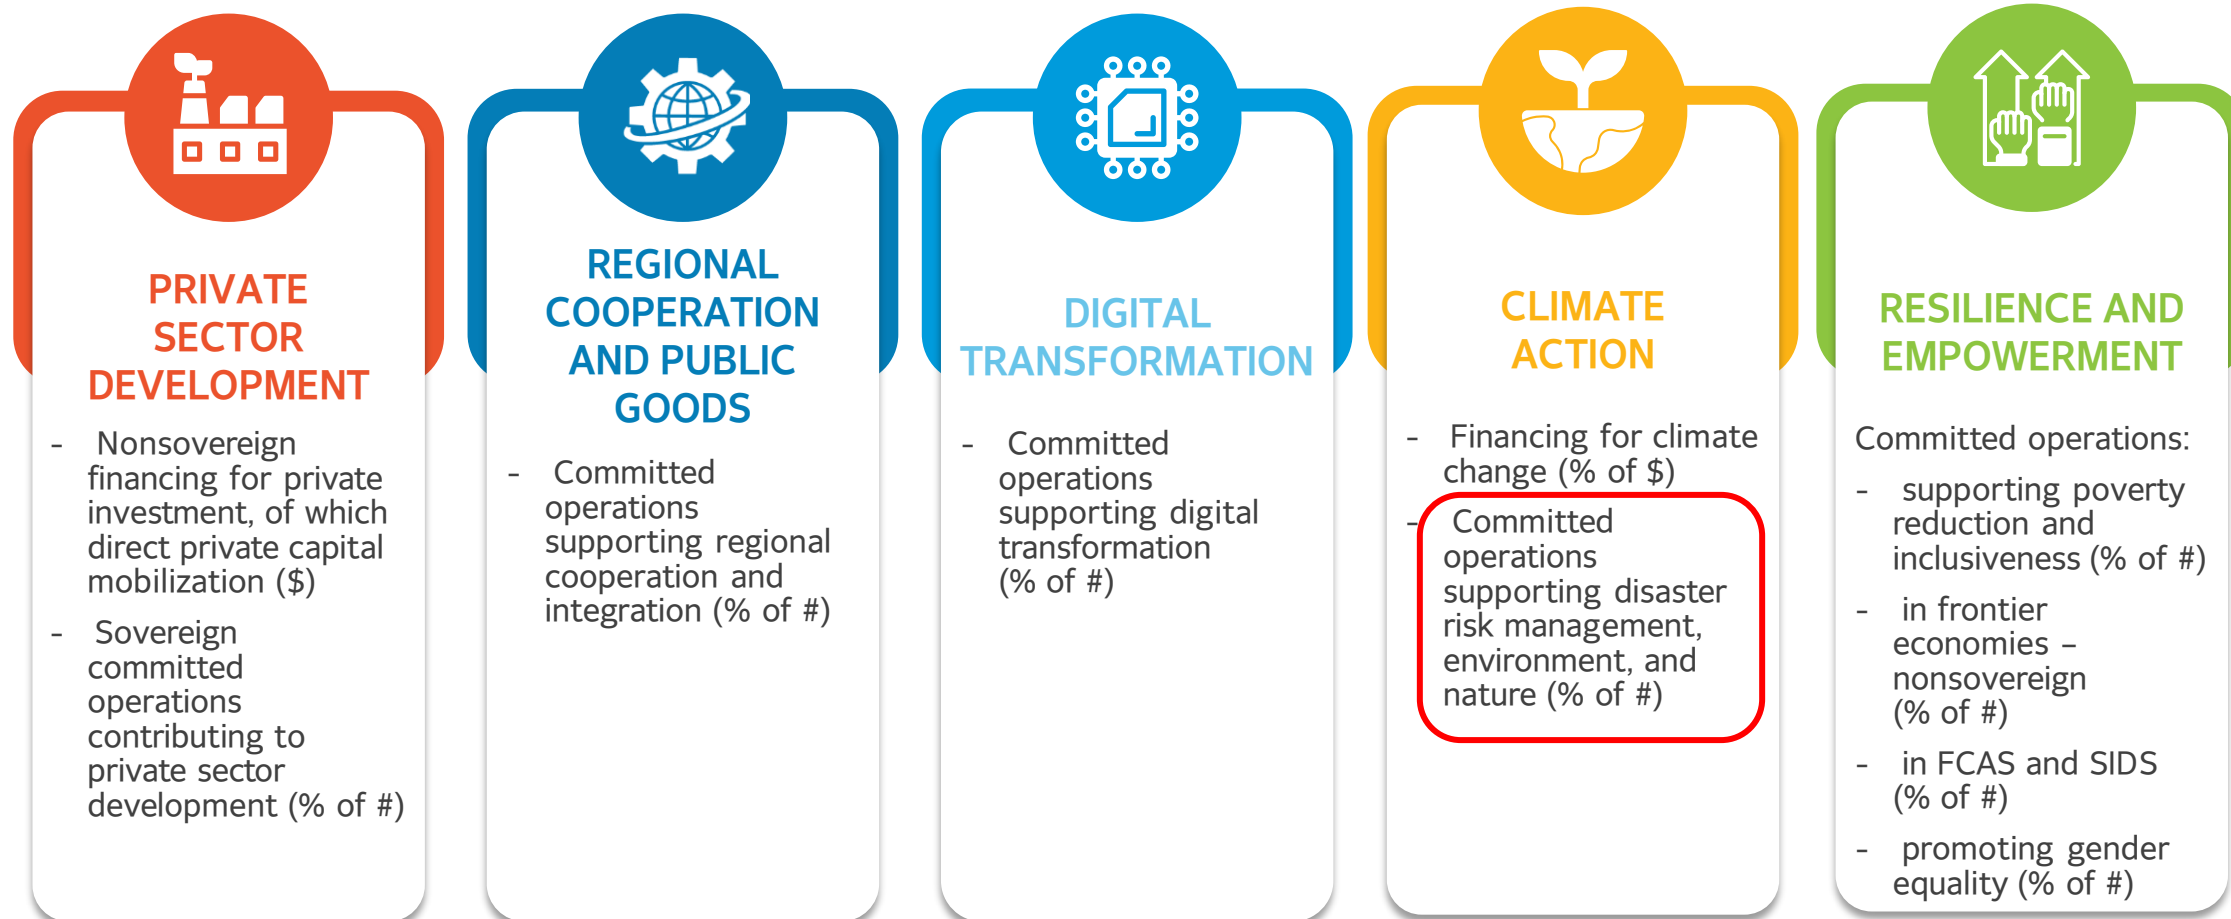 PRIVATE
SECTOR
DEVELOPMENT
- Nonsovereign
financing for private
investment, of which
direct private capital
mobilization ($)
- Sovereign
committed
operations
contributing to
private sector
development (% of #)
REGIONAL
COOPERATION
AND PUBLIC
GOODS
- Committed
operations
supporting regional
cooperation and
integration (% of #)
DIGITAL
TRANSFORMATION
- Committed
operations
supporting digital
transformation
(% of #)
CLIMATE
ACTION
- Financing for climate
change (% of $)
- Committed
operations
supporting disaster
risk management,
environment, and
nature (% of #)
RESILIENCE AND
EMPOWERMENT
Committed operations:
- supporting poverty
reduction and
inclusiveness (% of #)
- in frontier
economies –
nonsovereign
(% of #)
- in FCAS and SIDS
(% of #)
- promoting gender
equality (% of #)